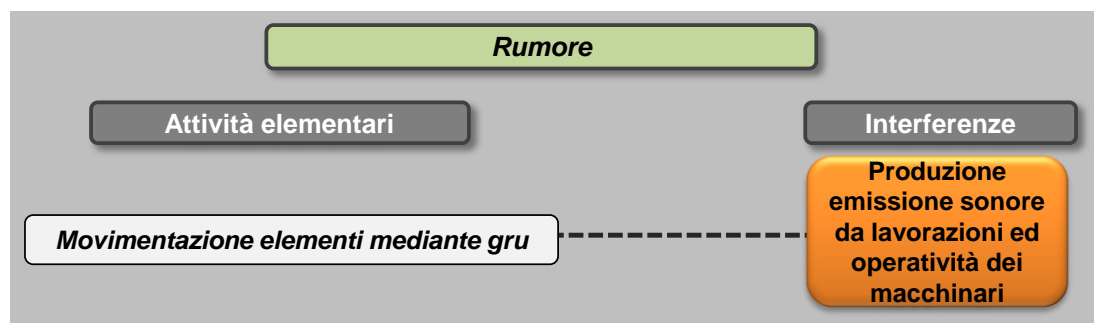 Rumore
Attività elementari
Interferenze
Movimentazione elementi mediante gru
Produzione
emissione sonore
da lavorazioni ed
operatività dei
macchinari